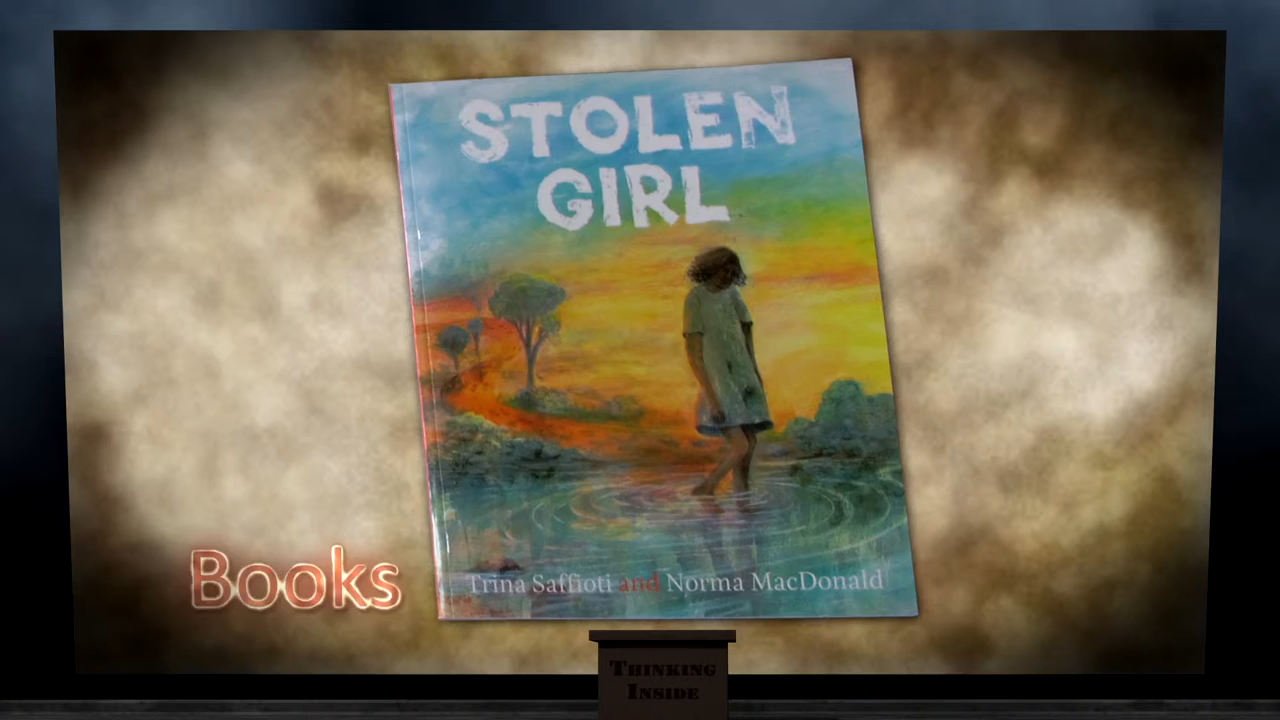 STOLEN
GIRL
Trina Saffioti and Norma MacDonald
Books
THINKING
INSIDE